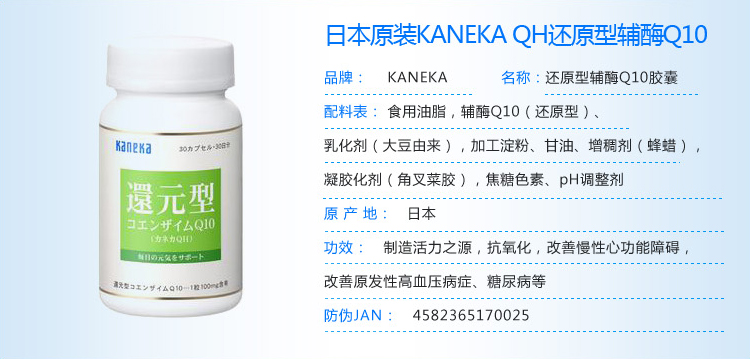 日本原装KANEKA QH还原型辅酶Q10
品牌： KANEKA 名称：还原型辅酶Q10胶囊
配料表： 食用油脂，辅酶Q10（还原型）、
乳化剂（大豆由来），加工淀粉、甘油、增稠剂（蜂蜡），
凝胶化剂（角叉菜胶），焦糖色素、pH调整剂
原 产 地： 日本
功效： 制造活力之源，抗氧化，改善慢性心功能障碍，
改善原发性高血压病症、糖尿病等
防伪JAN： 4582365170025
Kaneka
30カプセル・30日分
還元型
コエンザイムQ10
(カネカQH)
毎日の元気をサポート
還元型コエンザイムQ10…1粒100mg含有